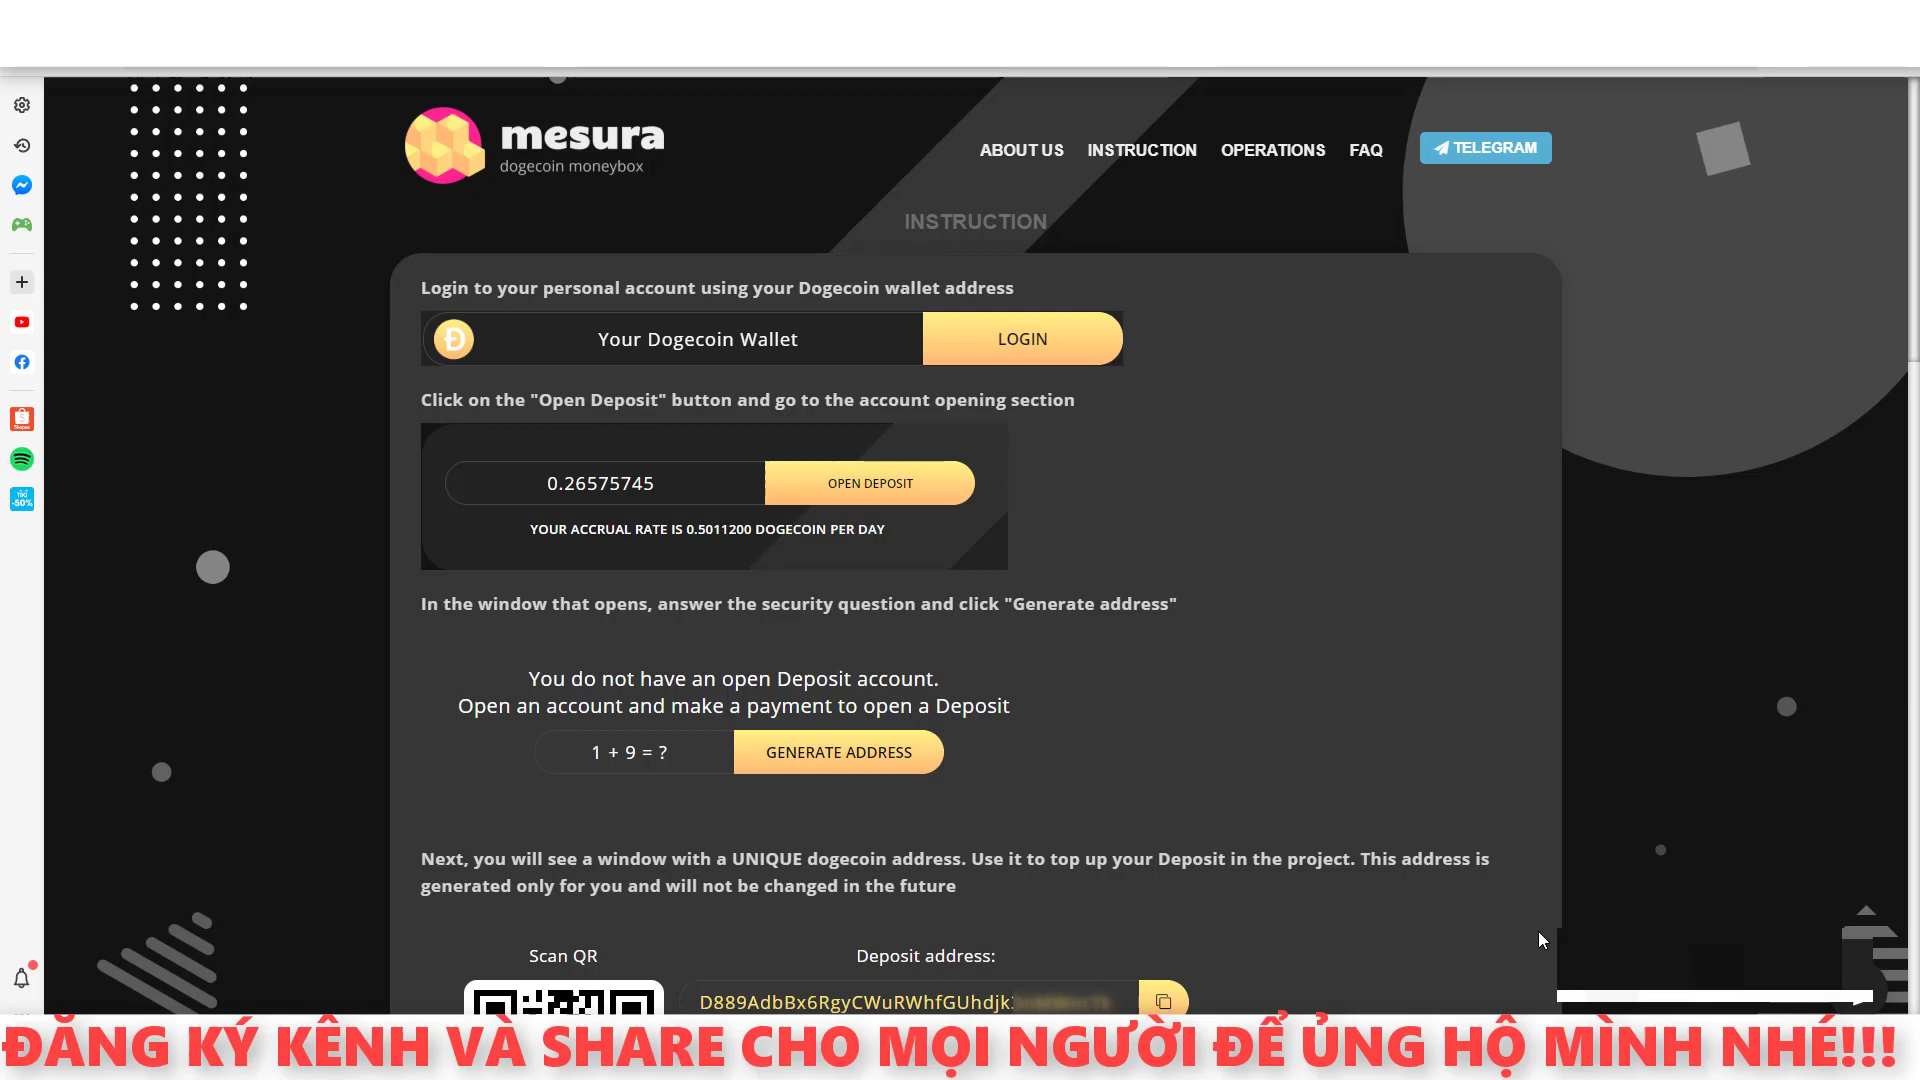 mesura
dogecoin moneybox
ABOUT US
INSTRUCTION
OPERATIONS
FAQ
TELEGRAM
INSTRUCTION
Login to your personal account using your Dogecoin wallet address
Your Dogecoin Wallet
LOGIN
Click on the "Open Deposit" button and go to the account opening section
0.26575745
OPEN DEPOSIT
YOUR ACCRUAL RATE IS 0.5011200 DOGECOIN PER DAY
In the window that opens, answer the security question and click "Generate address"
You do not have an open Deposit account.
Open an account and make a payment to open a Deposit
1 + 9 = ?
GENERATE ADDRESS
Next, you will see a window with a UNIQUE dogecoin address. Use it to top up your Deposit in the project. This address is
generated only for you and will not be changed in the future
Scan QR
Deposit address:
D889AdbBx6RgyCWuRWhfGUhdjk
TIKI
-50%
ĐĂNG KÝ KÊNH VÀ SHARE CHO MỌI NGƯỜI ĐỂ ỦNG HỘ MÌNH NHÉ!!!